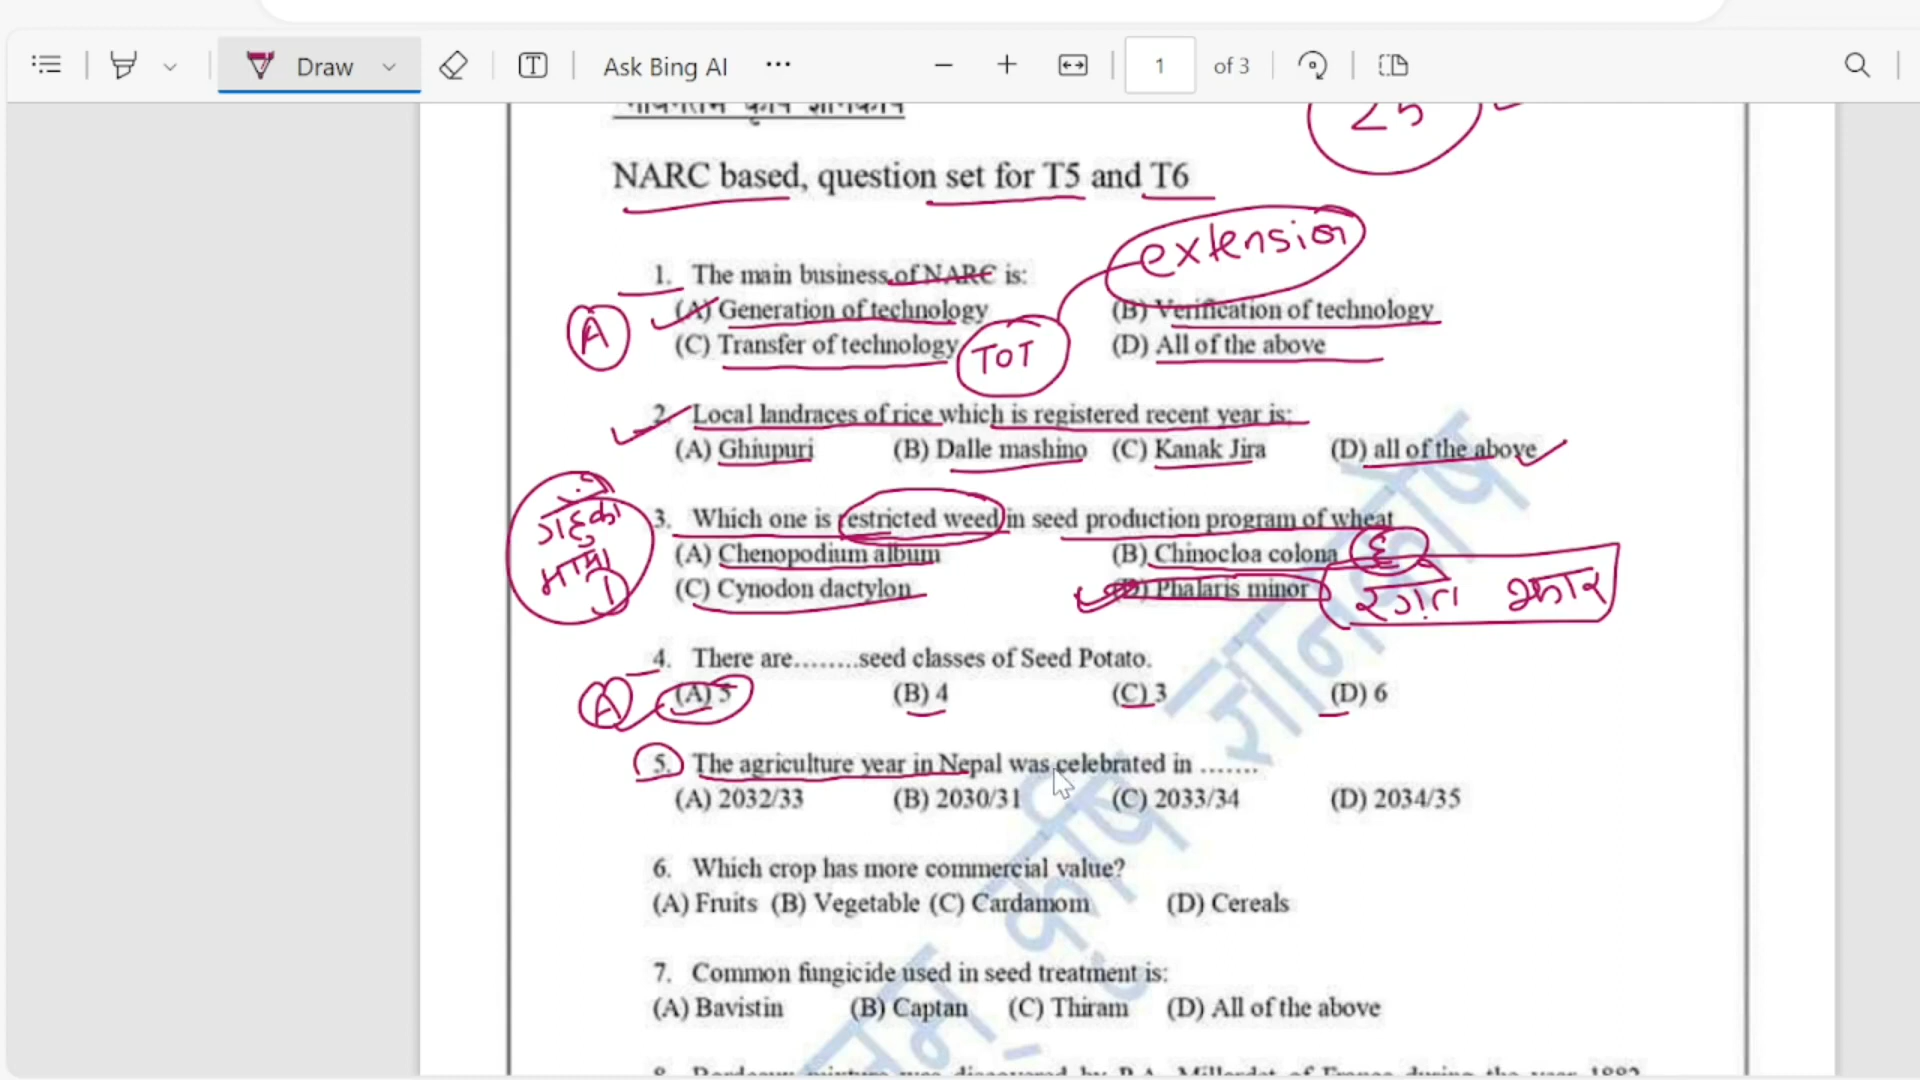 Draw
Ask Bing AI
1 of 3
25
NARC based, question set for T5 and T6
extension
1. The main business of NARC is:
A
(A) Generation of technology (B) Verification of technology
(C) Transfer of technology TOT (D) All of the above
2. Local landraces of rice which is registered recent year is:
(A) Ghiupuri (B) Dalle mashino (C) Kanak Jira (D) all of the above
3. Which one is restricted weed in seed production program of wheat
(A) Chenopodium album (B) Chinocloa colona
(C) Cynodon dactylon (D) Phalaris minor
4. There are........seed classes of Seed Potato.
A
(A) 5 (B) 4 (C) 3 (D) 6
5. The agriculture year in Nepal was celebrated in .......
(A) 2032/33 (B) 2030/31 (C) 2033/34 (D) 2034/35
6. Which crop has more commercial value?
(A) Fruits (B) Vegetable (C) Cardamom (D) Cereals
7. Common fungicide used in seed treatment is:
(A) Bavistin (B) Captan (C) Thiram (D) All of the above